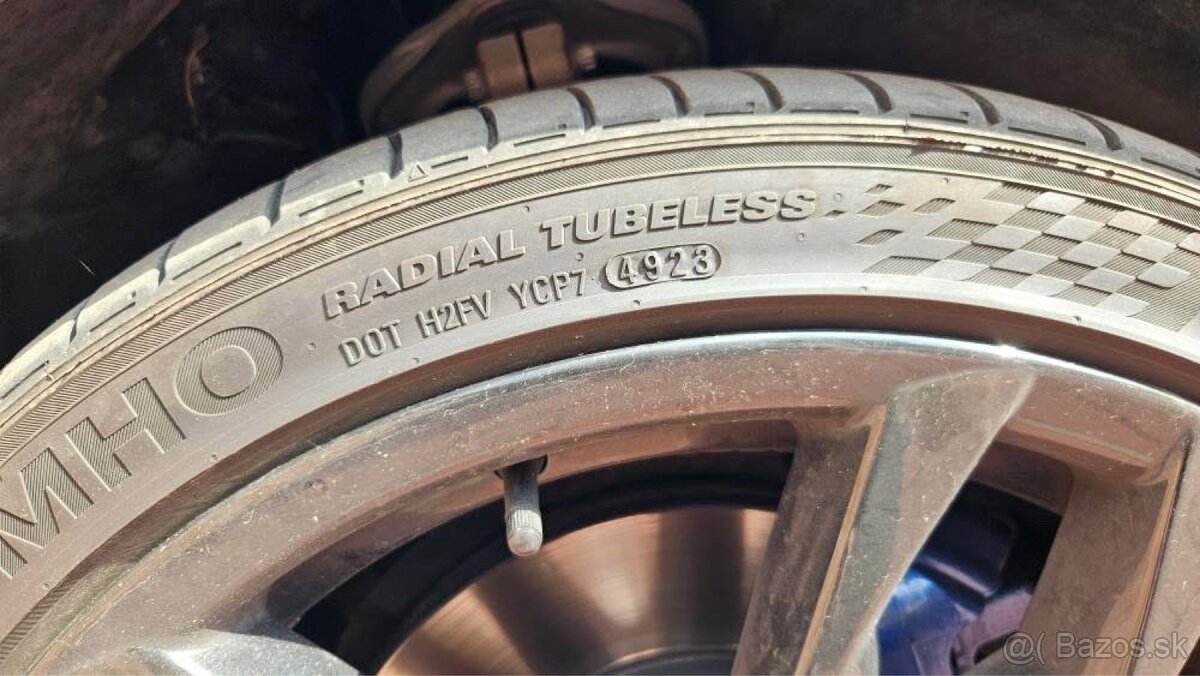 RADIAL TUBELESS
DOT H2FV YCP7 4923
MHO
@( Bazos.sk